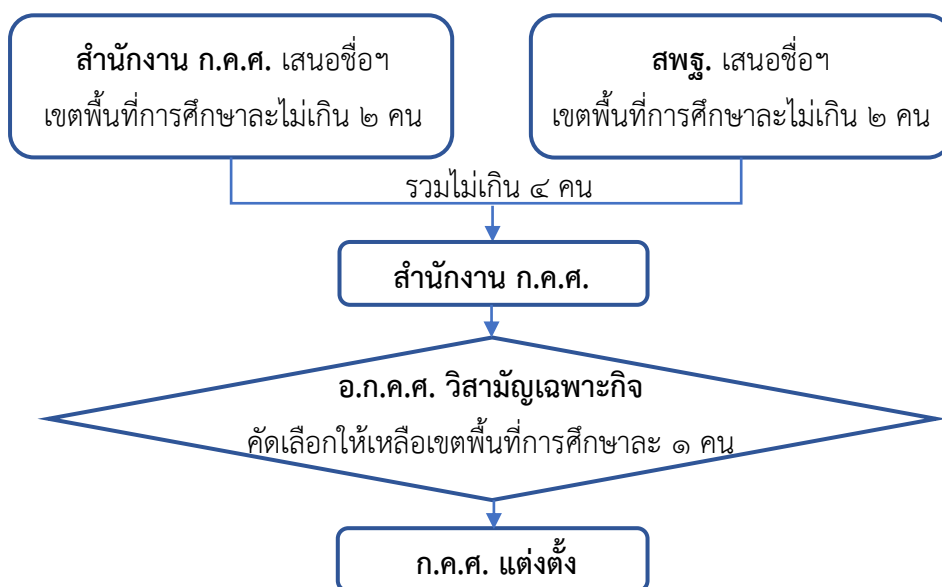 สำนักงาน ก.ค.ศ. เสนอชื่อฯ
เขตพื้นที่การศึกษาละไม่เกิน ๒ คน
สพฐ. เสนอชื่อฯ
เขตพื้นที่การศึกษาละไม่เกิน ๒ คน
รวมไม่เกิน ๔ คน
สำนักงาน ก.ค.ศ.
อ.ก.ค.ศ. วิสามัญเฉพาะกิจ
คัดเลือกให้เหลือเขตพื้นที่การศึกษาละ ๑ คน
ก.ค.ศ. แต่งตั้ง